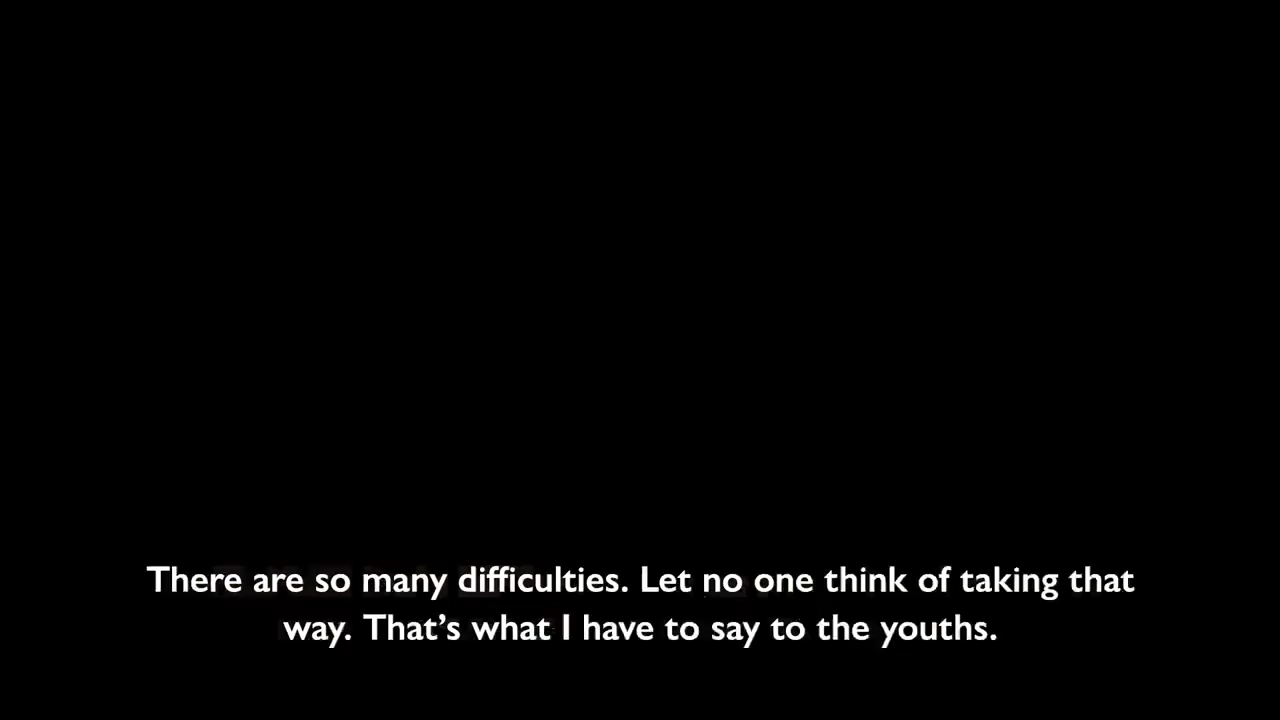 There are so many difficulties. Let no one think of taking that
way. That’s what I have to say to the youths.